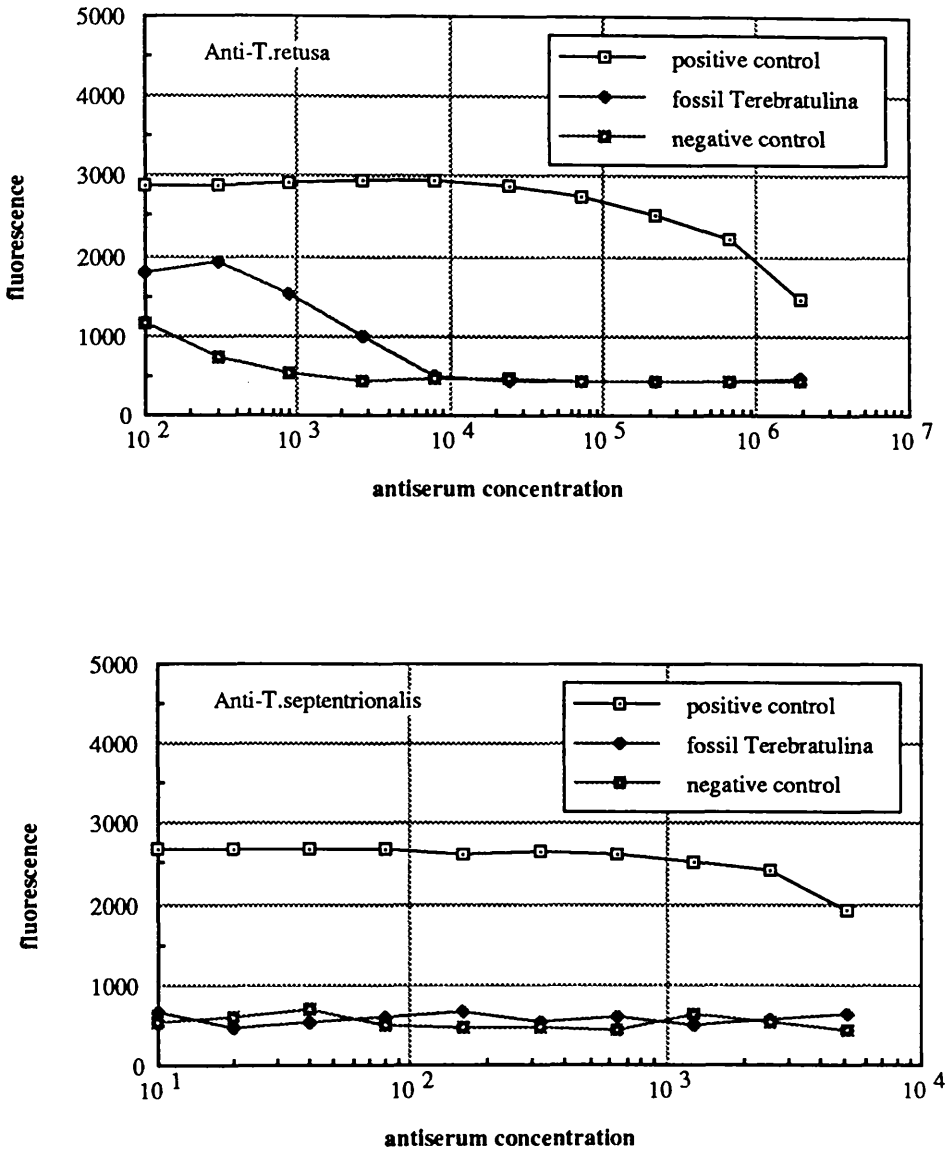 5000
4000
3000
2000
1000
0
fluorescence
Anti-T.retusa
positive control
fossil Terebratulina
negative control
10 2
10 3
10 4
10 5
10 6
10 7
antiserum concentration
5000
4000
3000
2000
1000
0
fluorescence
Anti-T.septentrionalis
positive control
fossil Terebratulina
negative control
10 1
10 2
10 3
10 4
antiserum concentration